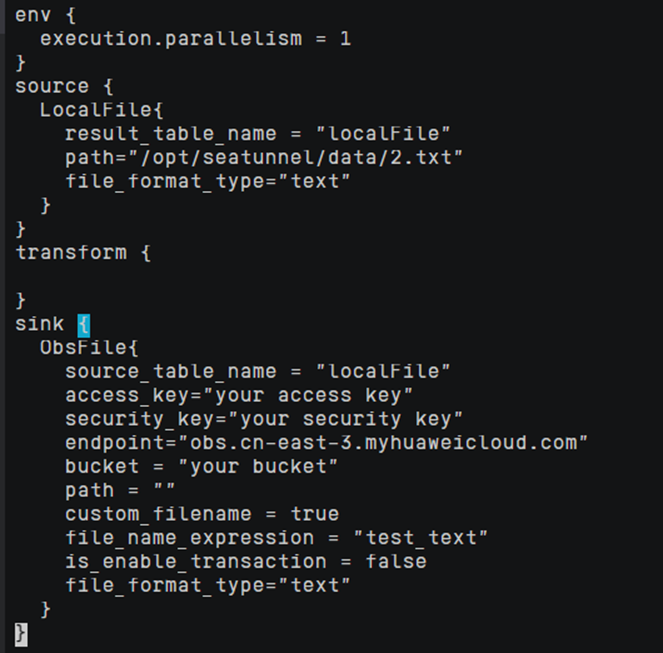 env {
  execution.parallelism = 1
}
source {
  LocalFile{
    result_table_name = "localFile"
    path="/opt/seatunnel/data/2.txt"
    file_format_type="text"
  }
}
transform {
}
sink {
  ObsFile{
    source_table_name = "localFile"
    access_key="your access key"
    security_key="your security key"
    endpoint="obs.cn-east-3.myhuaweicloud.com"
    bucket = "your bucket"
    path = ""
    custom_filename = true
    file_name_expression = "test_text"
    is_enable_transaction = false
    file_format_type="text"
  }
}